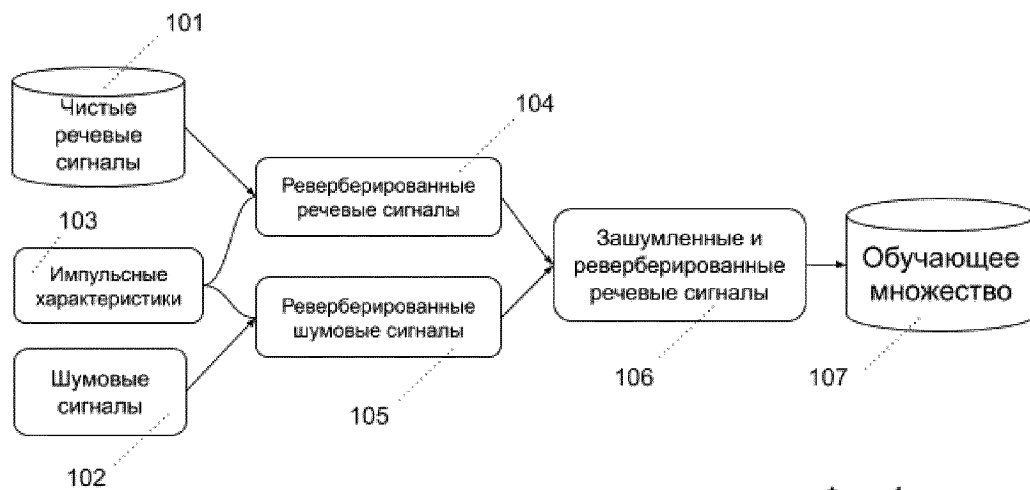 101
Чистые
речевые
сигналы
103
Импульсные
характеристики
Шумовые
сигналы
102
104
Реверберированные
речевые сигналы
Реверберированные
шумовые сигналы
105
Зашумленные и
реверберированные
речевые сигналы
106
Обучающее
множество
107